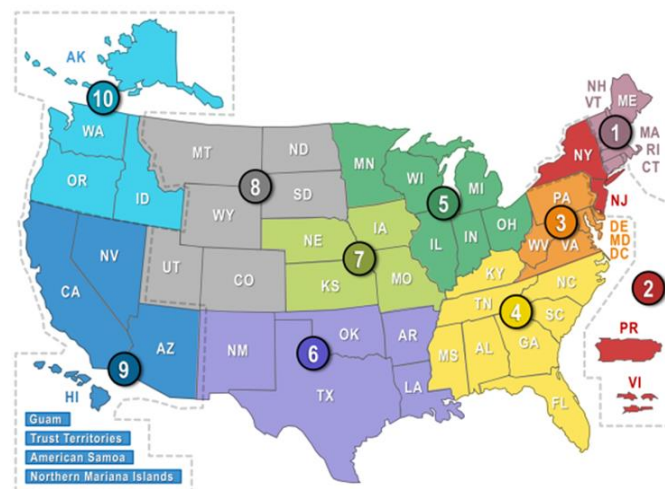 AK
10
WA
OR
ID
MT
ND
SD
8
WY
UT
CO
MN
WI
MI
5
IL
IN
OH
NH
VT
ME
1
MA
RI
CT
NY
NJ
PA
3
WV
VA
DE
MD
DC
NE
IA
7
KS
MO
KY
NC
TN
4
SC
MS
AL
GA
FL
2
PR
VI
NV
CA
AZ
9
HI
NM
6
OK
AR
TX
LA
Guam
Trust Territories
American Samoa
Northern Mariana Islands